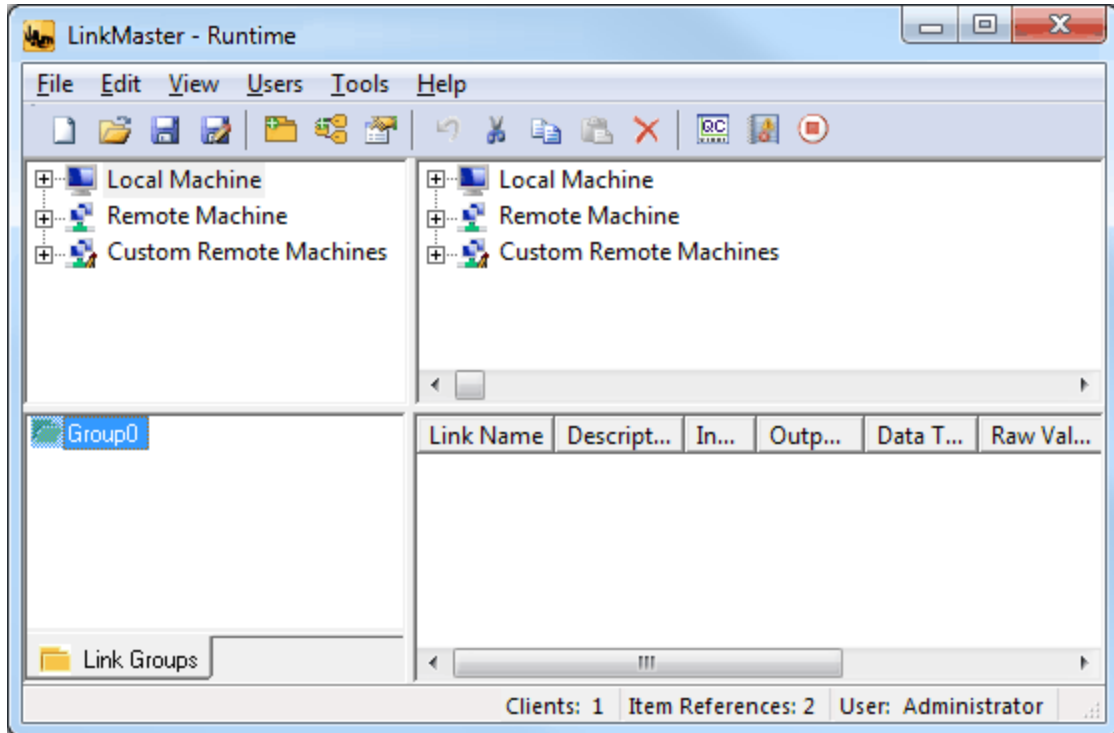 LinkMaster - Runtime
File Edit View Users Tools Help
QC
Local Machine
Remote Machine
Custom Remote Machines
Local Machine
Remote Machine
Custom Remote Machines
Group0
Link Name Descript... In... Outp... Data T... Raw Val...
Link Groups
Clients: 1 Item References: 2 User: Administrator